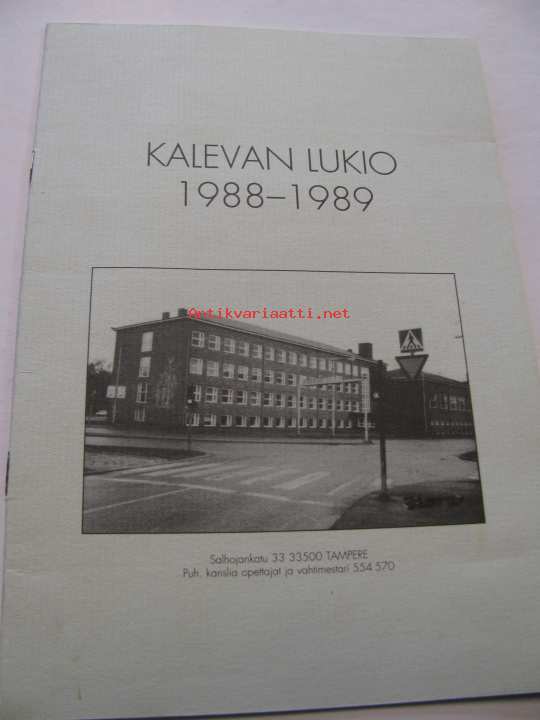 KALEVAN LUKIO
1988–1989
Antikvariaatti.net
Salhojankatu 33 33500 TAMPERE
Puh. kanslia opettajat ja vahtimestari 554 570